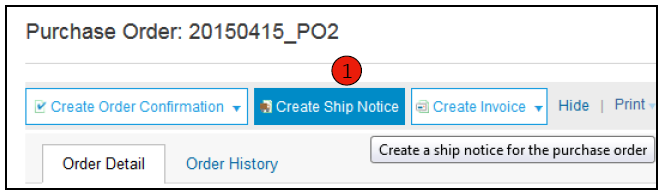 Purchase Order: 20150415_PO2
1
Create Order Confirmation Create Ship Notice Create Invoice Hide | Print
Create a ship notice for the purchase order
Order Detail Order History